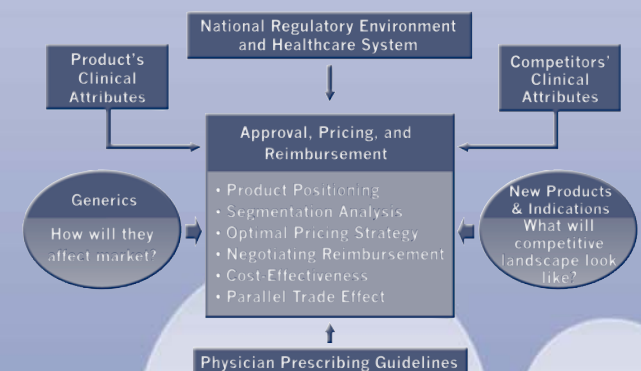 National Regulatory Environment
and Healthcare System
Product's
Clinical
Attributes
Competitors'
Clinical
Attributes
Approval, Pricing, and
Reimbursement
• Product Positioning
• Segmentation Analysis
• Optimal Pricing Strategy
• Negotiating Reimbursement
• Cost-Effectiveness
• Parallel Trade Effect
Generics
How will they
affect market?
New Products
& Indications
What will
competitive
landscape look
like?
Physician Prescribing Guidelines